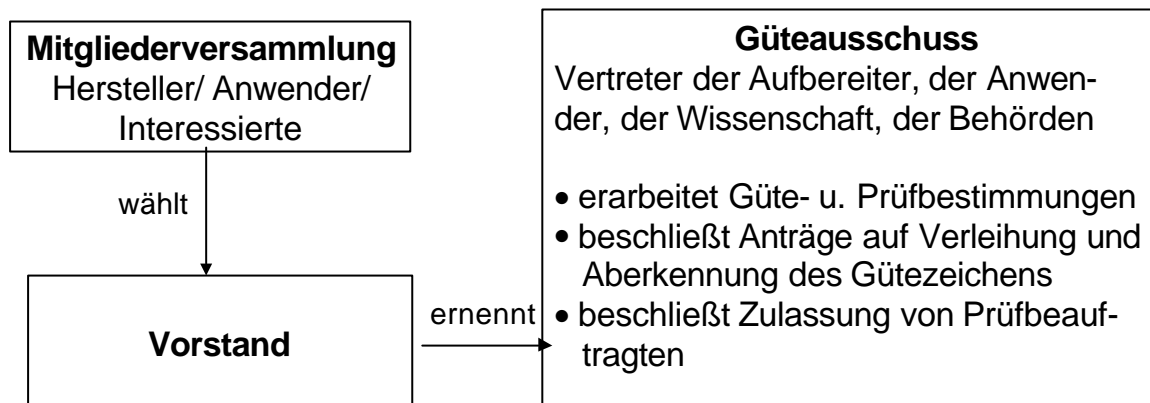 Mitgliederversammlung
Hersteller/ Anwender/
Interessierte
wählt
Vorstand
ernennt
Güteausschuss
Vertreter der Aufbereiter, der Anwen-
der, der Wissenschaft, der Behörden
• erarbeitet Güte- u. Prüfbestimmungen
• beschließt Anträge auf Verleihung und
Aberkennung des Gütezeichens
• beschließt Zulassung von Prüfbeauf-
tragten